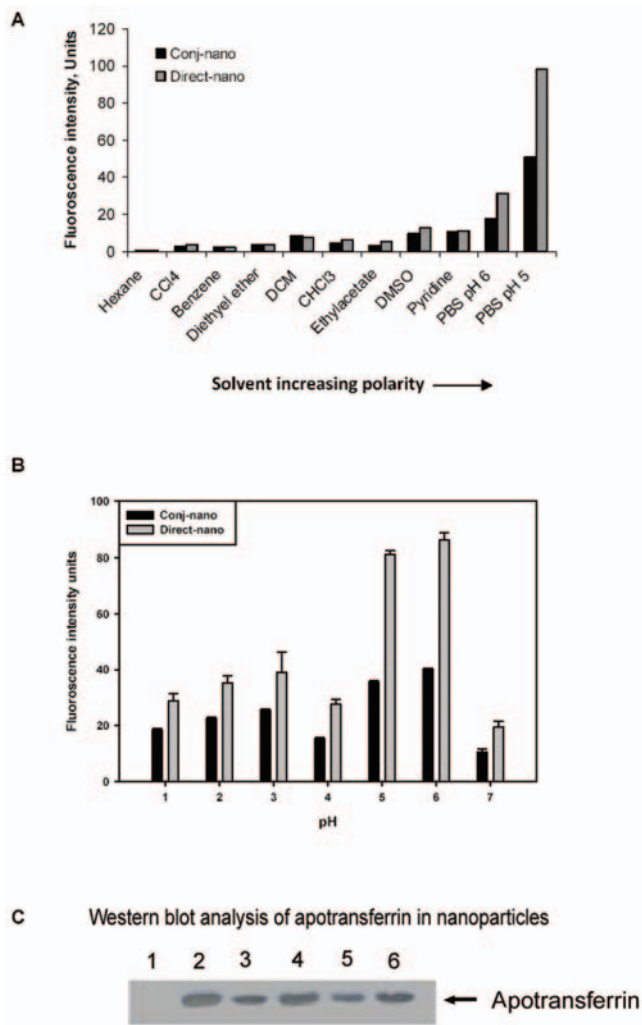 A
Fluoroscence intensity, Units
120
100
80
60
40
20
0
Conj-nano
Direct-nano
Hexane
CCl4
Benzene
Diethyel ether
DCM
CHCl3
Ethylacetate
DMSO
Pyridine
PBS pH 6
PBS pH 5
Solvent increasing polarity
B
Fluorescence intensity units
100
80
60
40
20
0
Conj-nano
Direct-nano
1 2 3 4 5 6 7
pH
C
Western blot analysis of apotransferrin in nanoparticles
1 2 3 4 5 6
Apotransferrin